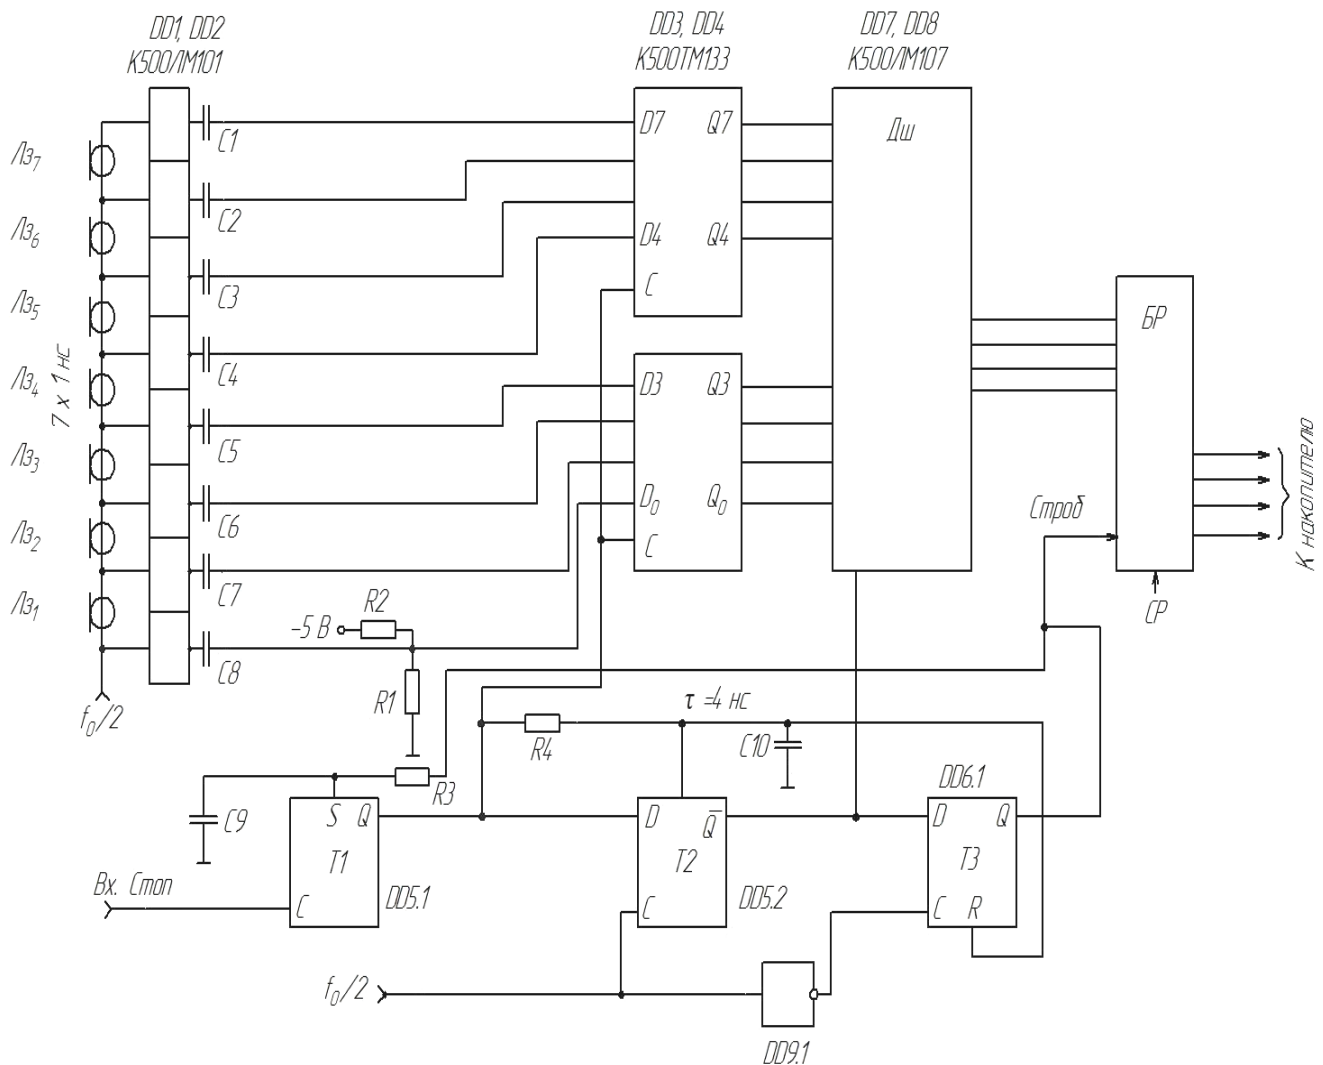 DD1, DD2
К500ЛМ101
DD3, DD4
К500ТМ133
DD7, DD8
К500ЛМ107
Лз7
Лз6
Лз5
Лз4
Лз3
Лз2
Лз1
7 x 1 нс
f0/2
C1
C2
C3
C4
C5
C6
C7
C8
D7 Q7
D4 Q4
C
D3 Q3
D0 Q0
C
Дш
БР
Строб
СР
К накопителю
−5 В
R2
R1
τ =4 нс
R4
C10
R3
C9
S Q
T1
C
DD5.1
Вх. Стоп
D Q̅
T2
C
DD5.2
DD6.1
D Q
T3
C R
f0/2
DD9.1